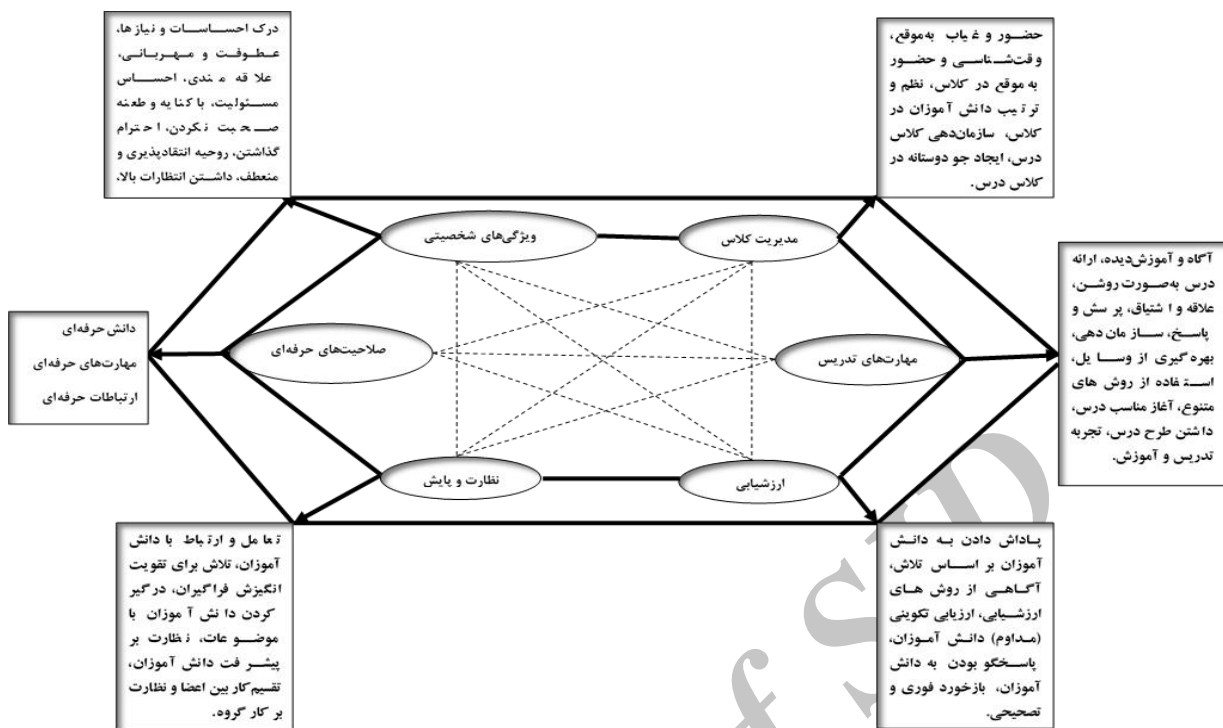 حضور و غیاب به‌موقع،
وقت‌شناسی و حضور
به موقع در کلاس، نظم و
ترتیب دانش آموزان در
کلاس، سازمان‌دهی کلاس
درس، ایجاد جو دوستانه در
کلاس درس.
درک احساسات و نیازها،
عطوفت و مهربانی،
علاقه مندی، احساس
مسئولیت، با کنایه و طعنه
صحبت نکردن، احترام
گذاشتن، روحیه انتقادپذیری و
منعطف، داشتن انتظارات بالا،
مدیریت کلاس
ویژگی‌های شخصیتی
آگاه و آموزش‌دیده، ارائه
درس به‌صورت روشن،
علاقه و اشتیاق، پرسش و
پاسخ، سازمان دهی،
بهره گیری از وسایل،
استفاده از روش های
متنوع، آغاز مناسب درس،
داشتن طرح درس، تجربه
تدریس و آموزش.
مهارت‌های تدریس
صلاحیت‌های حرفه‌ای
دانش حرفه‌ای
مهارت‌های حرفه‌ای
ارتباطات حرفه‌ای
ارزشیابی
نظارت و پایش
پاداش دادن به دانش
آموزان بر اساس تلاش،
آگاهی از روش های
ارزشیابی، ارزیابی تکوینی
(مداوم) دانش آموزان،
پاسخگو بودن به دانش
آموزان، بازخورد فوری و
تصحیحی.
تعامل و ارتباط با دانش
آموزان، تلاش برای تقویت
انگیزش فراگیران، درگیر
کردن دانش آموزان با
موضوعات، نظارت بر
پیشرفت دانش آموزان،
تقسیم‌کار بین اعضا و نظارت
بر کار گروه.
f SID